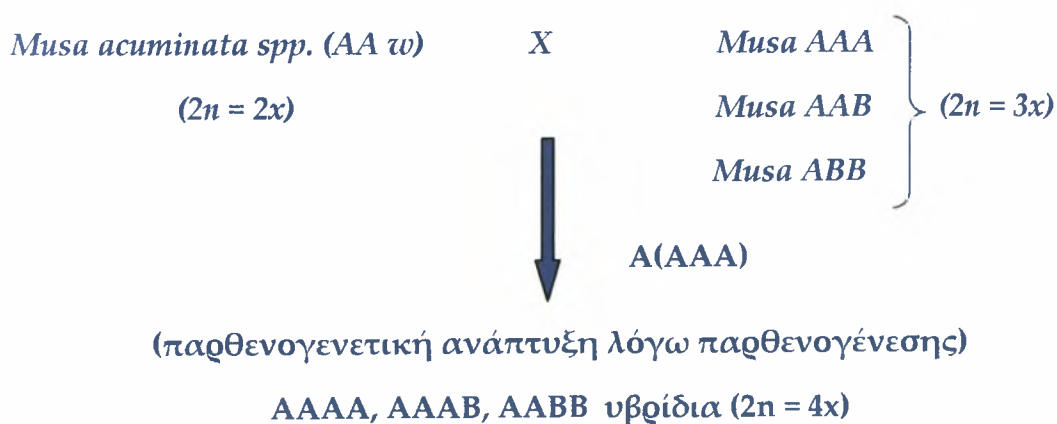 Musa acuminata spp. (AA w) X Musa AAA
(2n = 2x) Musa AAB (2n = 3x)
Musa ABB
A(AAA)
(παρθενογενετική ανάπτυξη λόγω παρθενογένεσης)
AAAA, AAAB, AABB υβρίδια (2n = 4x)